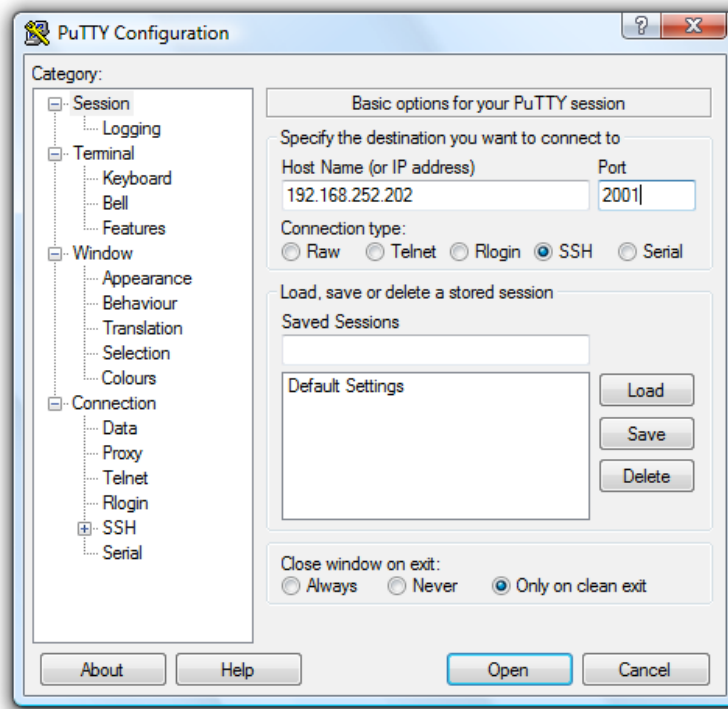 PuTTY Configuration
?
Category:
Session
Logging
Terminal
Keyboard
Bell
Features
Window
Appearance
Behaviour
Translation
Selection
Colours
Connection
Data
Proxy
Telnet
Rlogin
SSH
Serial
Basic options for your PuTTY session
Specify the destination you want to connect to
Host Name (or IP address) Port
192.168.252.202 2001
Connection type:
Raw Telnet Rlogin SSH Serial
Load, save or delete a stored session
Saved Sessions
Default Settings
Load
Save
Delete
Close window on exit:
Always Never Only on clean exit
About Help Open Cancel